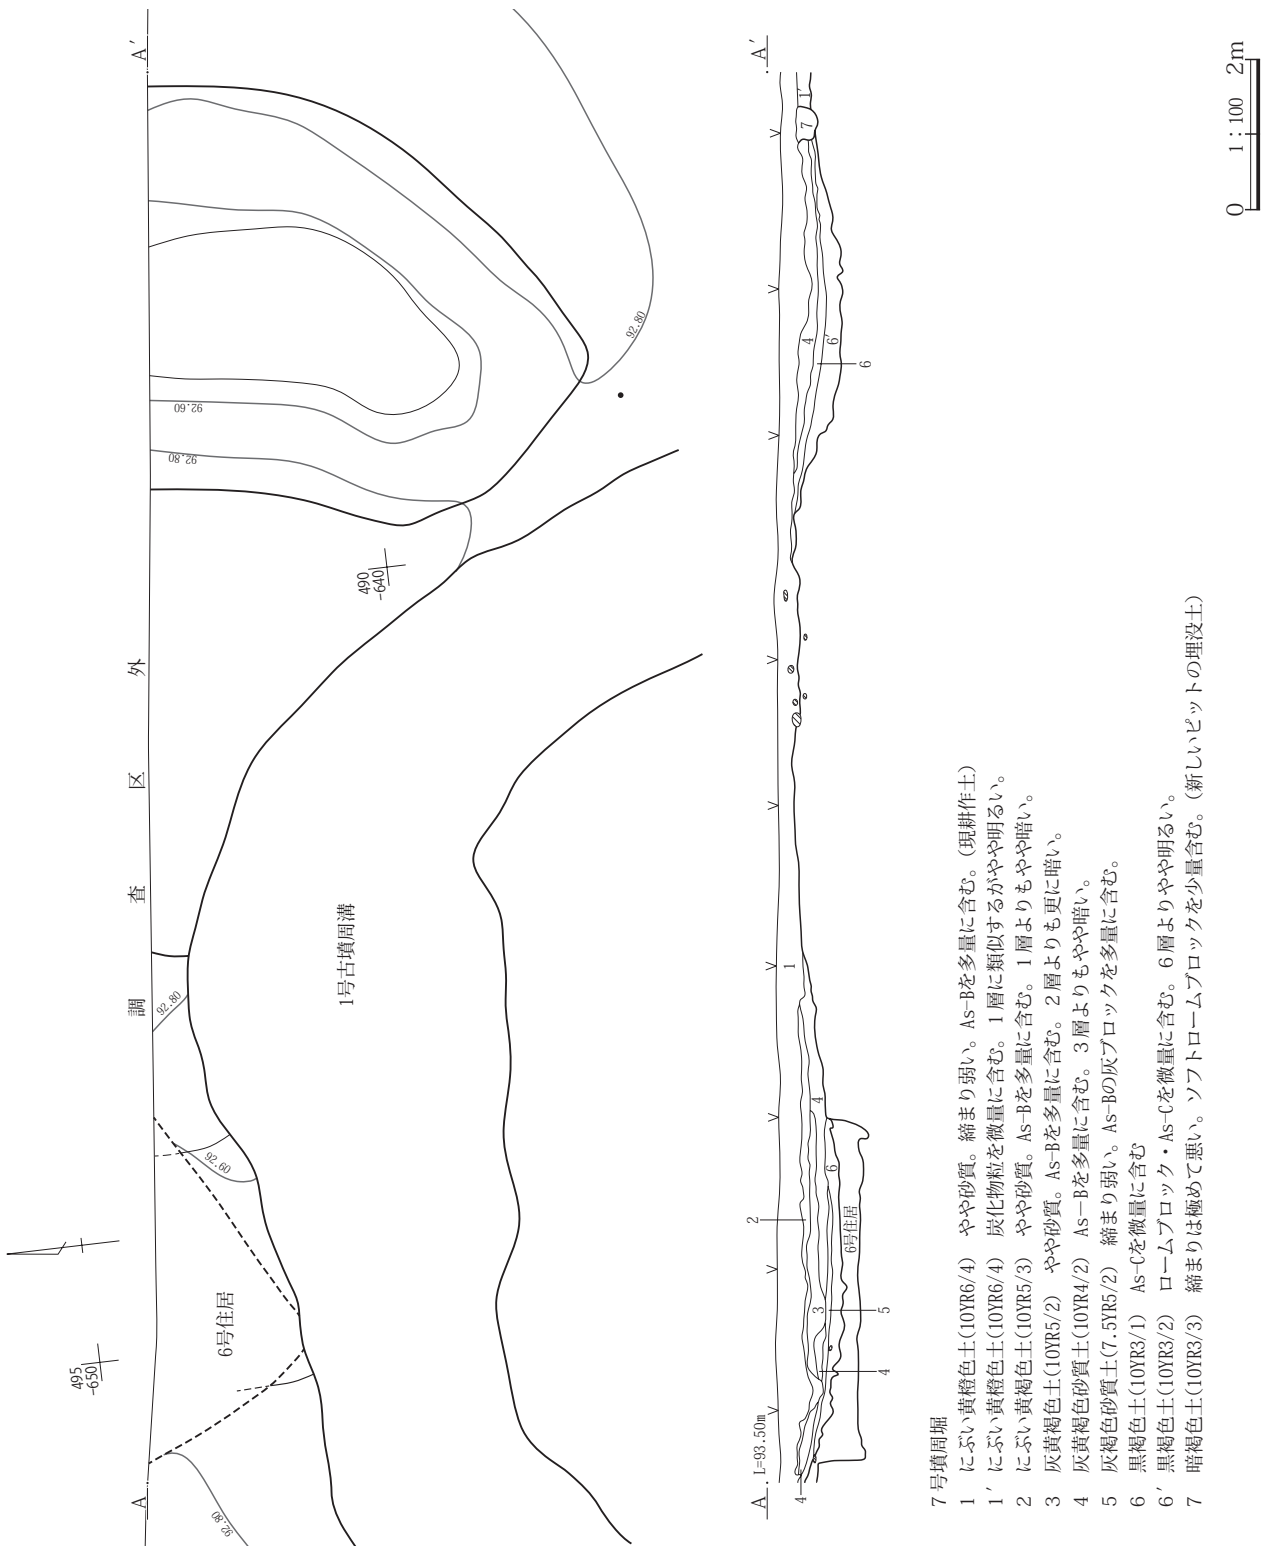 A′
調査区外
A
92.60
92.80
92.80
92.80
92.60
92.80
490
-640
495
-650
1号古墳周溝
6号住居
A′
A
L=93.50m
1′
7
4
6′
6
1
4
6
2
6号住居
3
5
4
4
7号墳周堀
1 にぶい黄橙色土(10YR6/4) やや砂質。締まり弱い。As-Bを多量に含む。(現耕作土)
1′ にぶい黄橙色土(10YR6/4) 炭化物粒を微量に含む。1層に類似するがやや明るい。
2 にぶい黄褐色土(10YR5/3) やや砂質。As-Bを多量に含む。1層よりもやや暗い。
3 灰黄褐色土(10YR5/2) やや砂質。As-Bを多量に含む。2層よりも更に暗い。
4 灰黄褐色砂質土(10YR4/2) As－Bを多量に含む。3層よりもやや暗い。
5 灰褐色砂質土(7.5YR5/2) 締まり弱い。As-Bの灰ブロックを多量に含む。
6 黒褐色土(10YR3/1) As-Cを微量に含む
6′ 黒褐色土(10YR3/2) ロームブロック・As-Cを微量に含む。6層よりやや明るい。
7 暗褐色土(10YR3/3) 締まりは極めて悪い。ソフトロームブロックを少量含む。(新しいピットの埋没土)
0 1：100 2m